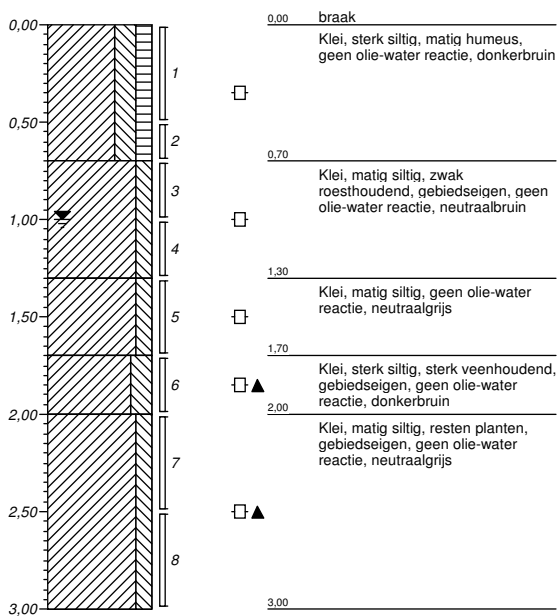 0,00
0,50
1,00
1,50
2,00
2,50
3,00
1
2
3
4
5
6
7
8
0,00
braak
Klei, sterk siltig, matig humeus,
geen olie-water reactie, donkerbruin
0,70
Klei, matig siltig, zwak
roesthoudend, gebiedseigen, geen
olie-water reactie, neutraalbruin
1,30
Klei, matig siltig, geen olie-water
reactie, neutraalgrijs
1,70
Klei, sterk siltig, sterk veenhoudend,
gebiedseigen, geen olie-water
reactie, donkerbruin
2,00
Klei, matig siltig, resten planten,
gebiedseigen, geen olie-water
reactie, neutraalgrijs
3,00